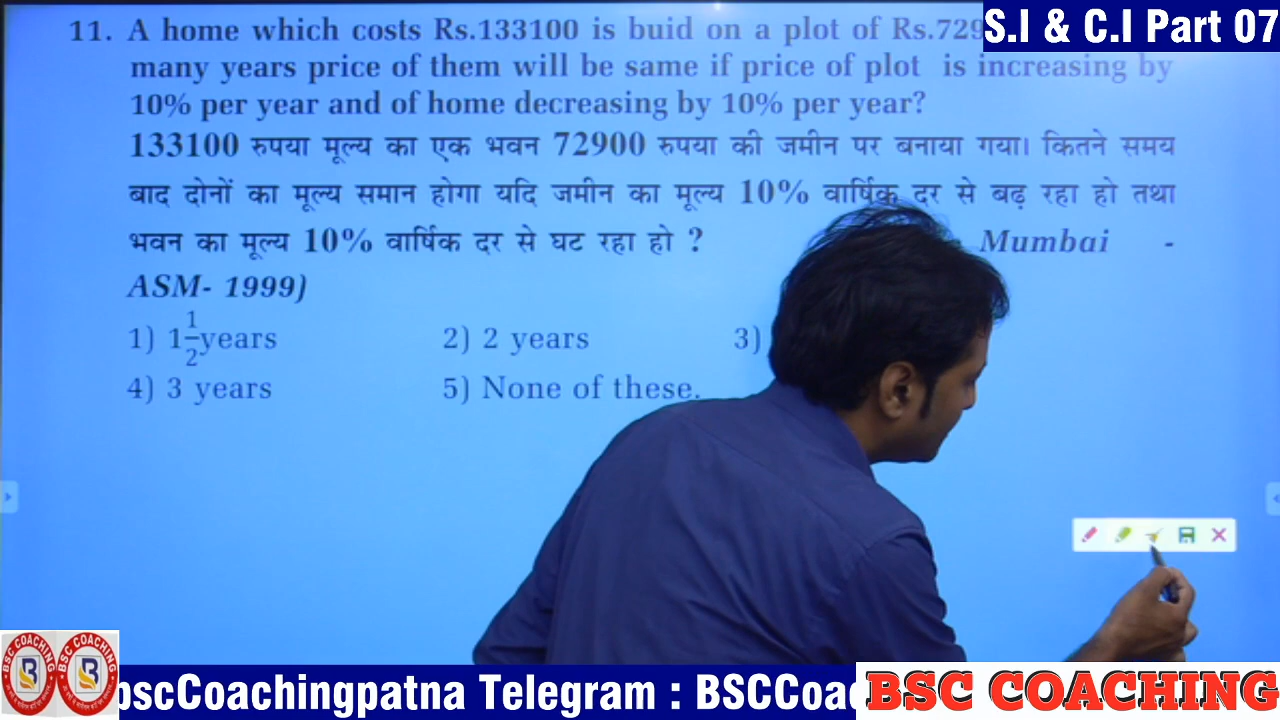 S.I & C.I Part 07
11. A home which costs Rs.133100 is buid on a plot of Rs.729
many years price of them will be same if price of plot is increasing by
10% per year and of home decreasing by 10% per year?
133100 रुपया मूल्य का एक भवन 72900 रुपया की जमीन पर बनाया गया। कितने समय
बाद दोनों का मूल्य समान होगा यदि जमीन का मूल्य 10% वार्षिक दर से बढ़ रहा हो तथा
भवन का मूल्य 10% वार्षिक दर से घट रहा हो ? Mumbai -
ASM- 1999)
1) 1 1/2 years 2) 2 years 3)
4) 3 years 5) None of these.
BSC COACHING BSC COACHING
bscCoachingpatna Telegram : BSCCoac
BSC COACHING